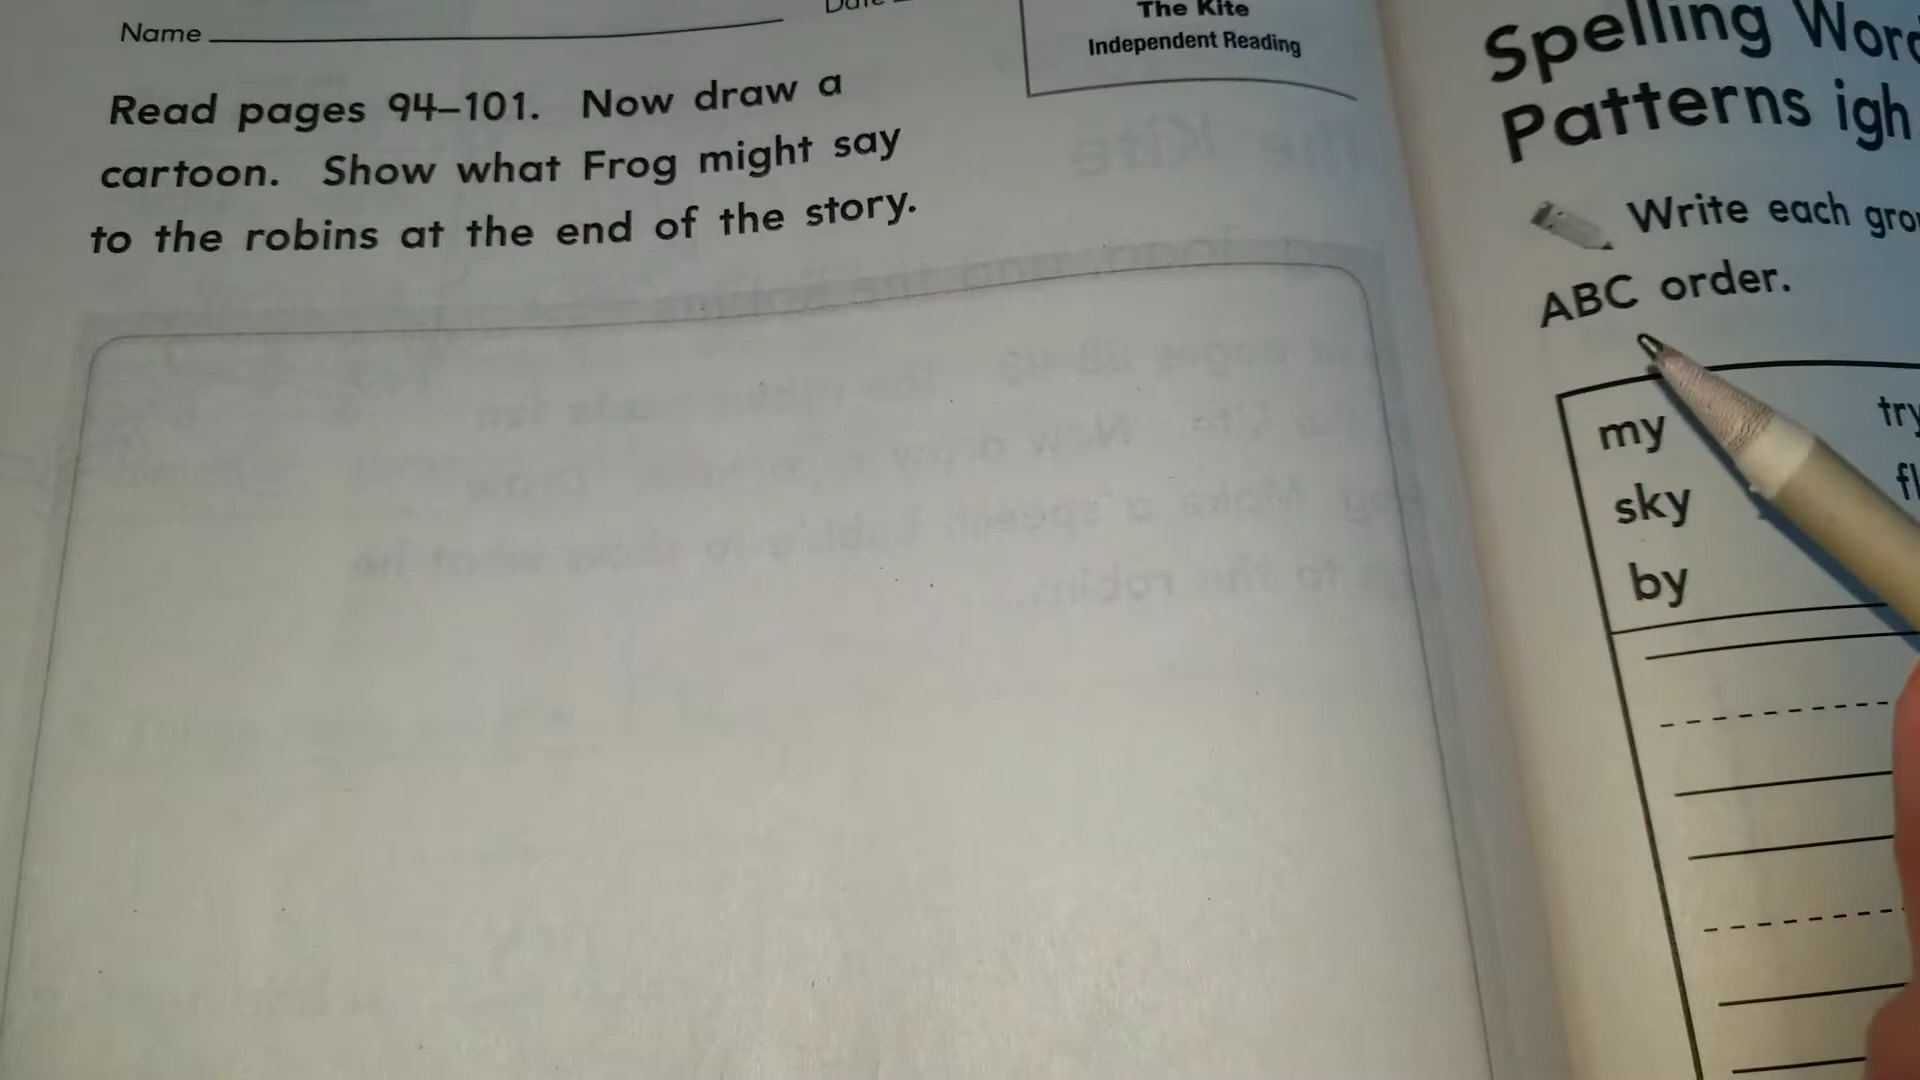 Name
The Kite
Independent Reading
Read pages 94–101. Now draw a
cartoon. Show what Frog might say
to the robins at the end of the story.
Spelling
Patterns igh
Write each
ABC order.
my
sky
by